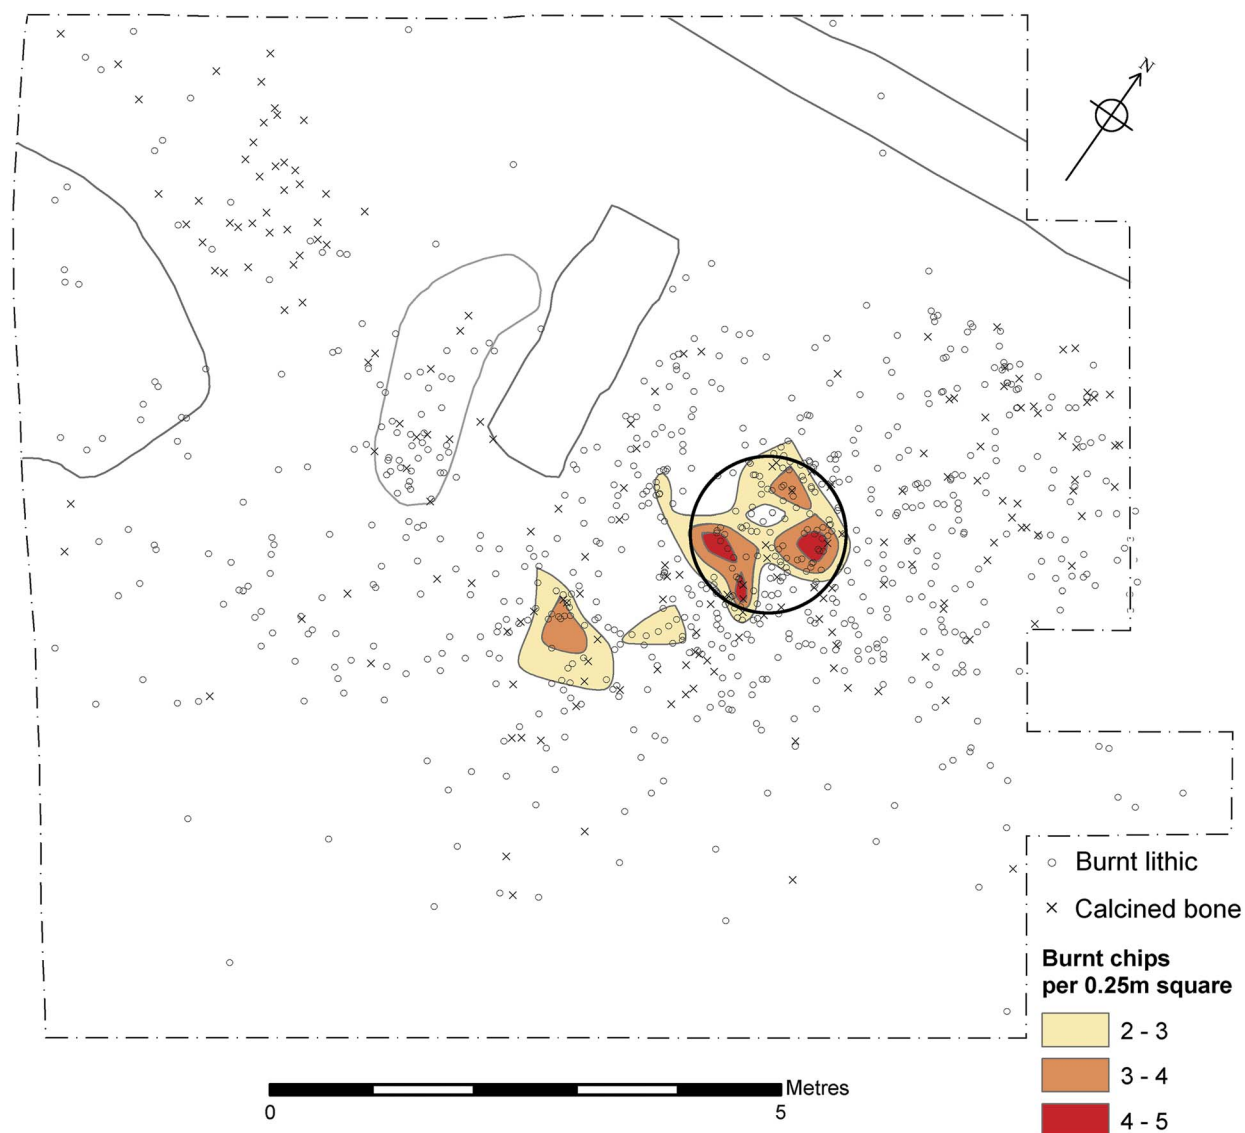 N
Burnt lithic
Calcined bone
Burnt chips
per 0.25m square
2 - 3
3 - 4
4 - 5
Metres
0
5